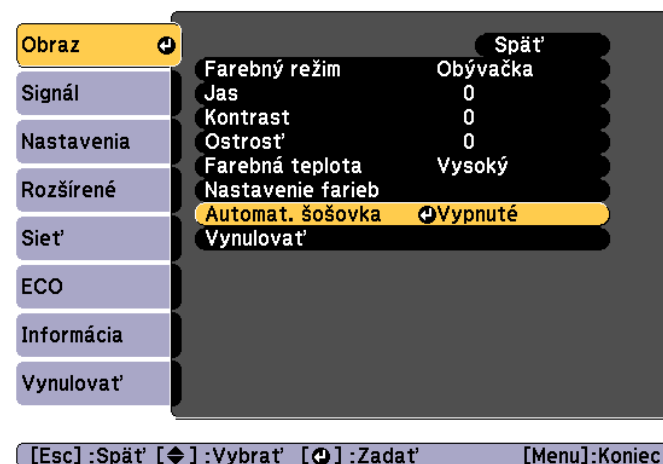 Obraz
Signál
Nastavenia
Rozšírené
Sieť
ECO
Informácia
Vynulovať
Späť
Farebný režim Obývačka
Jas 0
Kontrast 0
Ostrosť 0
Farebná teplota Vysoký
Nastavenie farieb
Automat. šošovka Vypnuté
Vynulovať
[Esc] :Späť [◆] :Vybrať [⏎] :Zadať [Menu]:Koniec